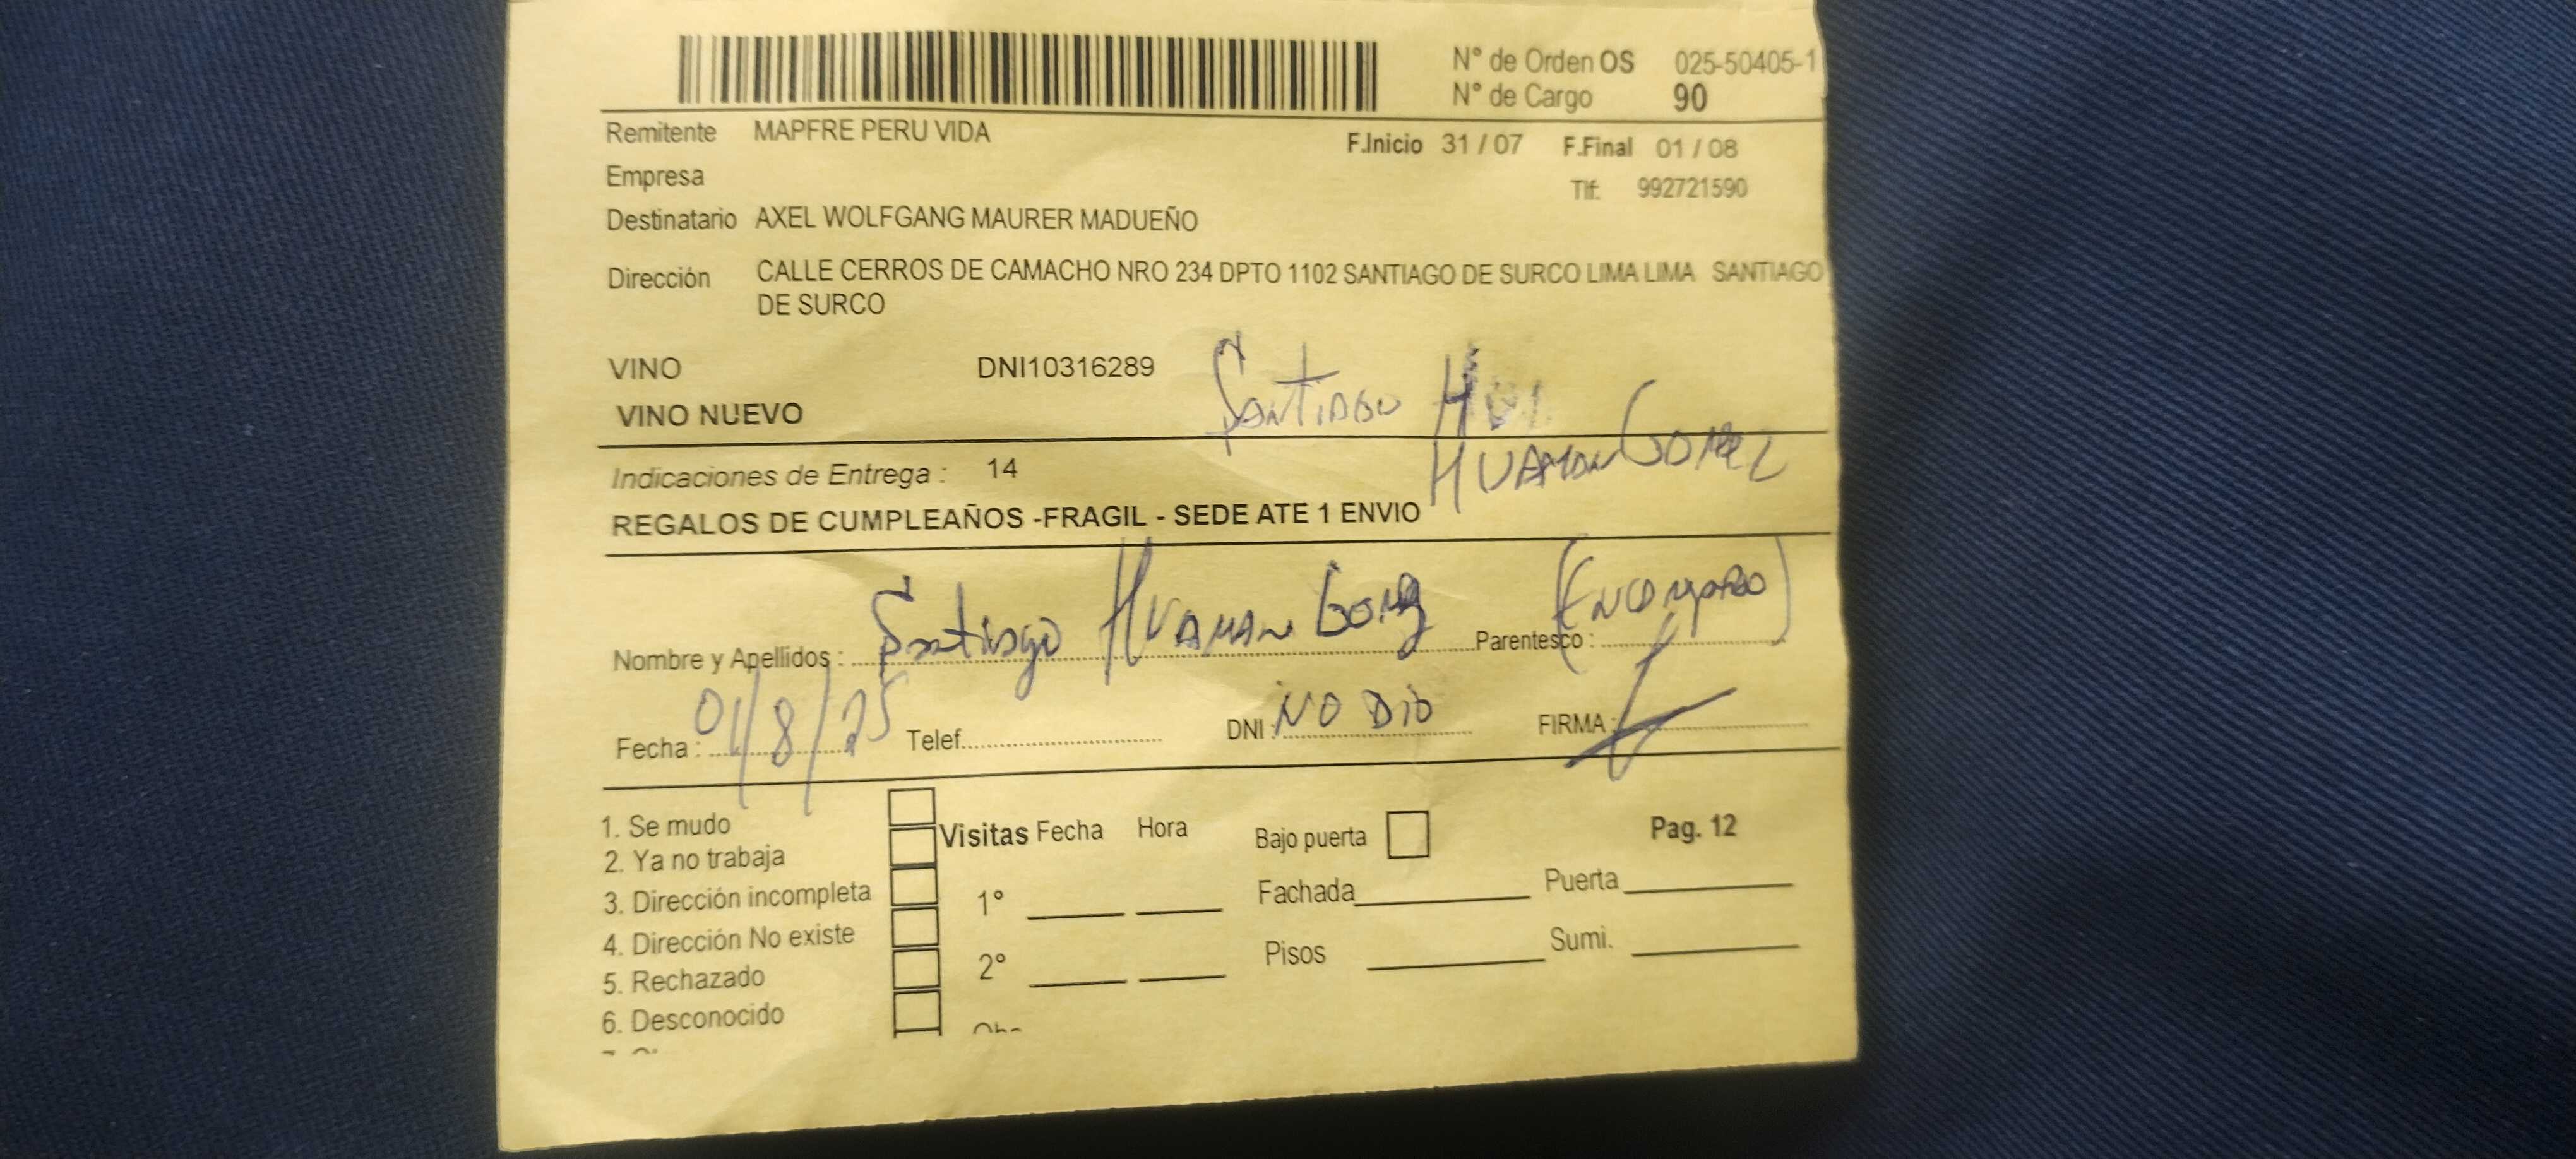 N° de Orden OS 025-50405-1
N° de Cargo 90
Remitente MAPFRE PERU VIDA
F.Inicio 31 / 07 F.Final 01 / 08
Empresa
Tlf: 992721590
Destinatario AXEL WOLFGANG MAURER MADUEÑO
Dirección CALLE CERROS DE CAMACHO NRO 234 DPTO 1102 SANTIAGO DE SURCO LIMA LIMA SANTIAGO
DE SURCO
VINO DNI10316289
Santiago
VINO NUEVO
HUAMAN GOMEZ
Indicaciones de Entrega : 14
REGALOS DE CUMPLEAÑOS -FRAGIL - SEDE ATE 1 ENVIO
Nombre y Apellidos : Santiago HUAMAN Gomez Parentesco :
Fecha : 01/8/25 Telef. DNI : NO DIO FIRMA :
1. Se mudo
2. Ya no trabaja
3. Dirección incompleta
4. Dirección No existe
5. Rechazado
6. Desconocido
Visitas Fecha Hora
1°
2°
Bajo puerta
Pag. 12
Fachada Puerta
Pisos Sumi.